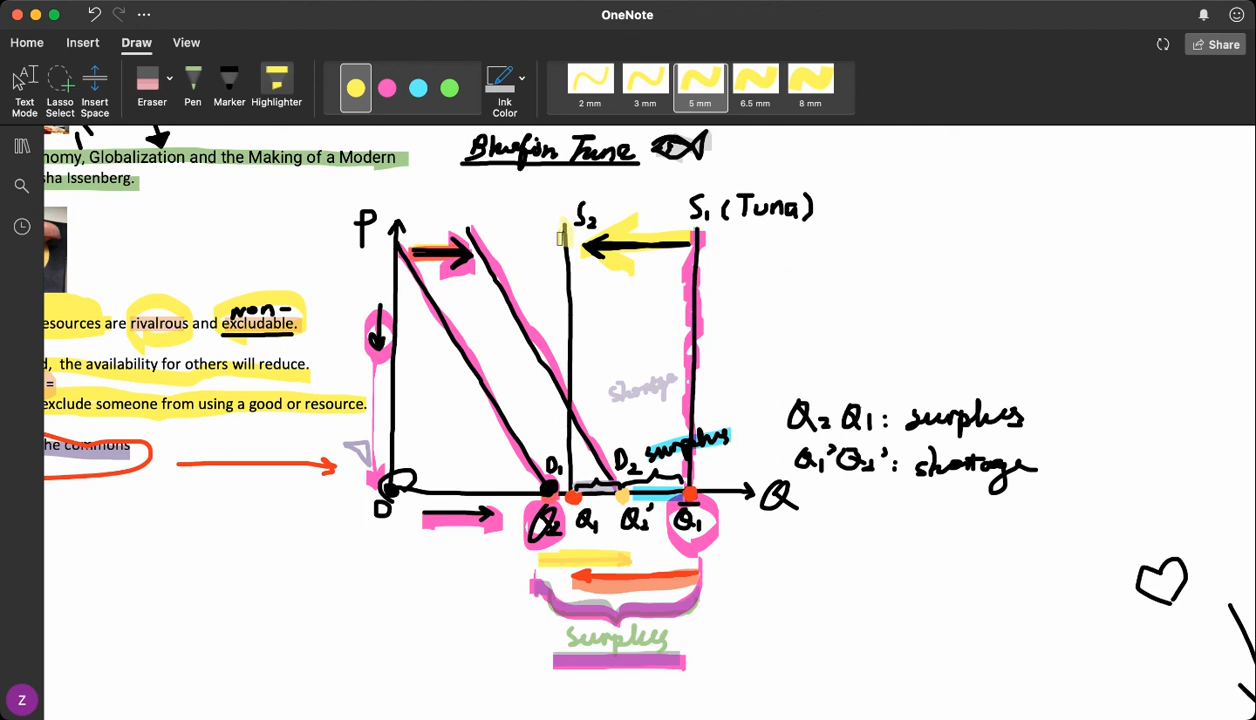 OneNote
Home Insert Draw View
Share
Text Mode
Lasso Select
Insert Space
Eraser
Pen
Marker
Highlighter
Ink Color
2 mm
3 mm
5 mm
6.5 mm
8 mm
nomy, Globalization and the Making of a Modern
sha Issenberg.
Bluefin Tuna
P
S2
S1 (Tuna)
non-
esources are rivalrous and excludable.
d, the availability for others will reduce.
=
exclude someone from using a good or resource.
he commons
shortage
surplus
D1
D2
Q2 Q1: surplus
Q1' Q2': shortage
Q
Q2
Q1
Q2'
Q1
surplus
Z